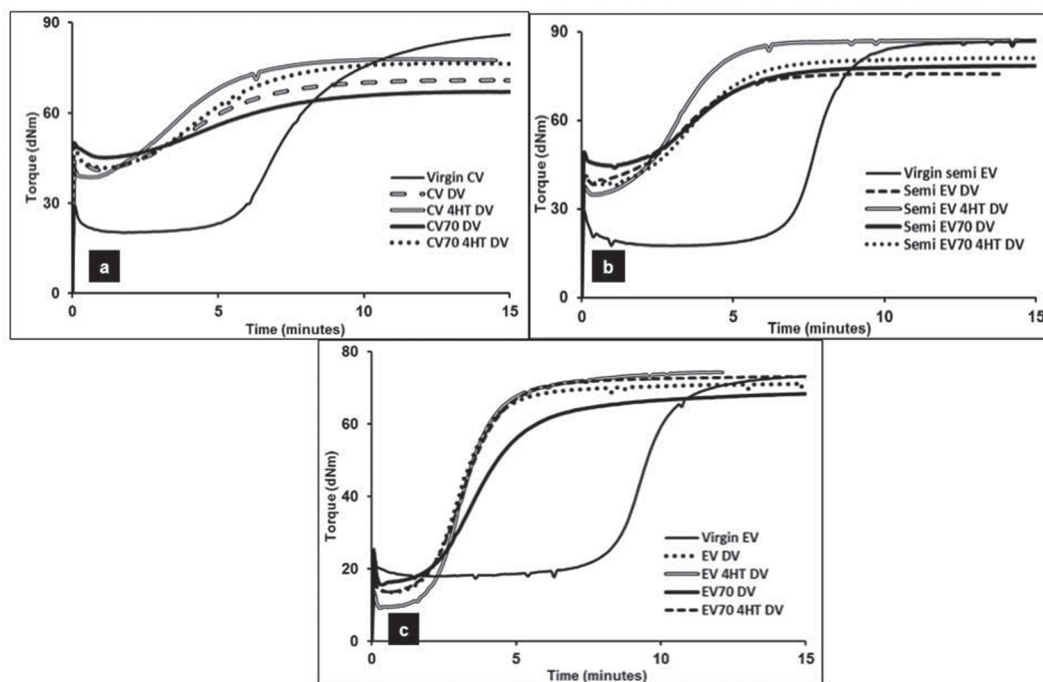 90
60
30
0
Torque (dNm)
Virgin CV
CV DV
CV 4HT DV
CV70 DV
CV70 4HT DV
a
0 5 10 15
Time (minutes)
90
60
30
0
Torque (dNm)
Virgin semi EV
Semi EV DV
Semi EV 4HT DV
Semi EV70 DV
Semi EV70 4HT DV
b
0 5 10 15
Time (minutes)
80
60
40
20
0
Torque (dNm)
Virgin EV
EV DV
EV 4HT DV
EV70 DV
EV70 4HT DV
c
0 5 10 15
Time (minutes)